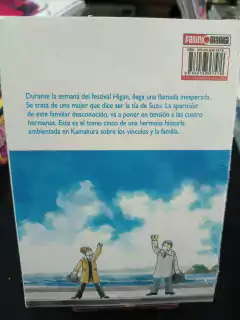 PANINI MANGA
Durante la semana del festival Higan, llega una llamada inesperada.
Se trata de una mujer que dice ser la tía de Suzu. La aparición
de este familiar desconocido, va a poner en tensión a las cuatro
hermanas. Esta es el tomo cinco de una hermosa historia
ambientada en Kamakura sobre los vínculos y la familia.